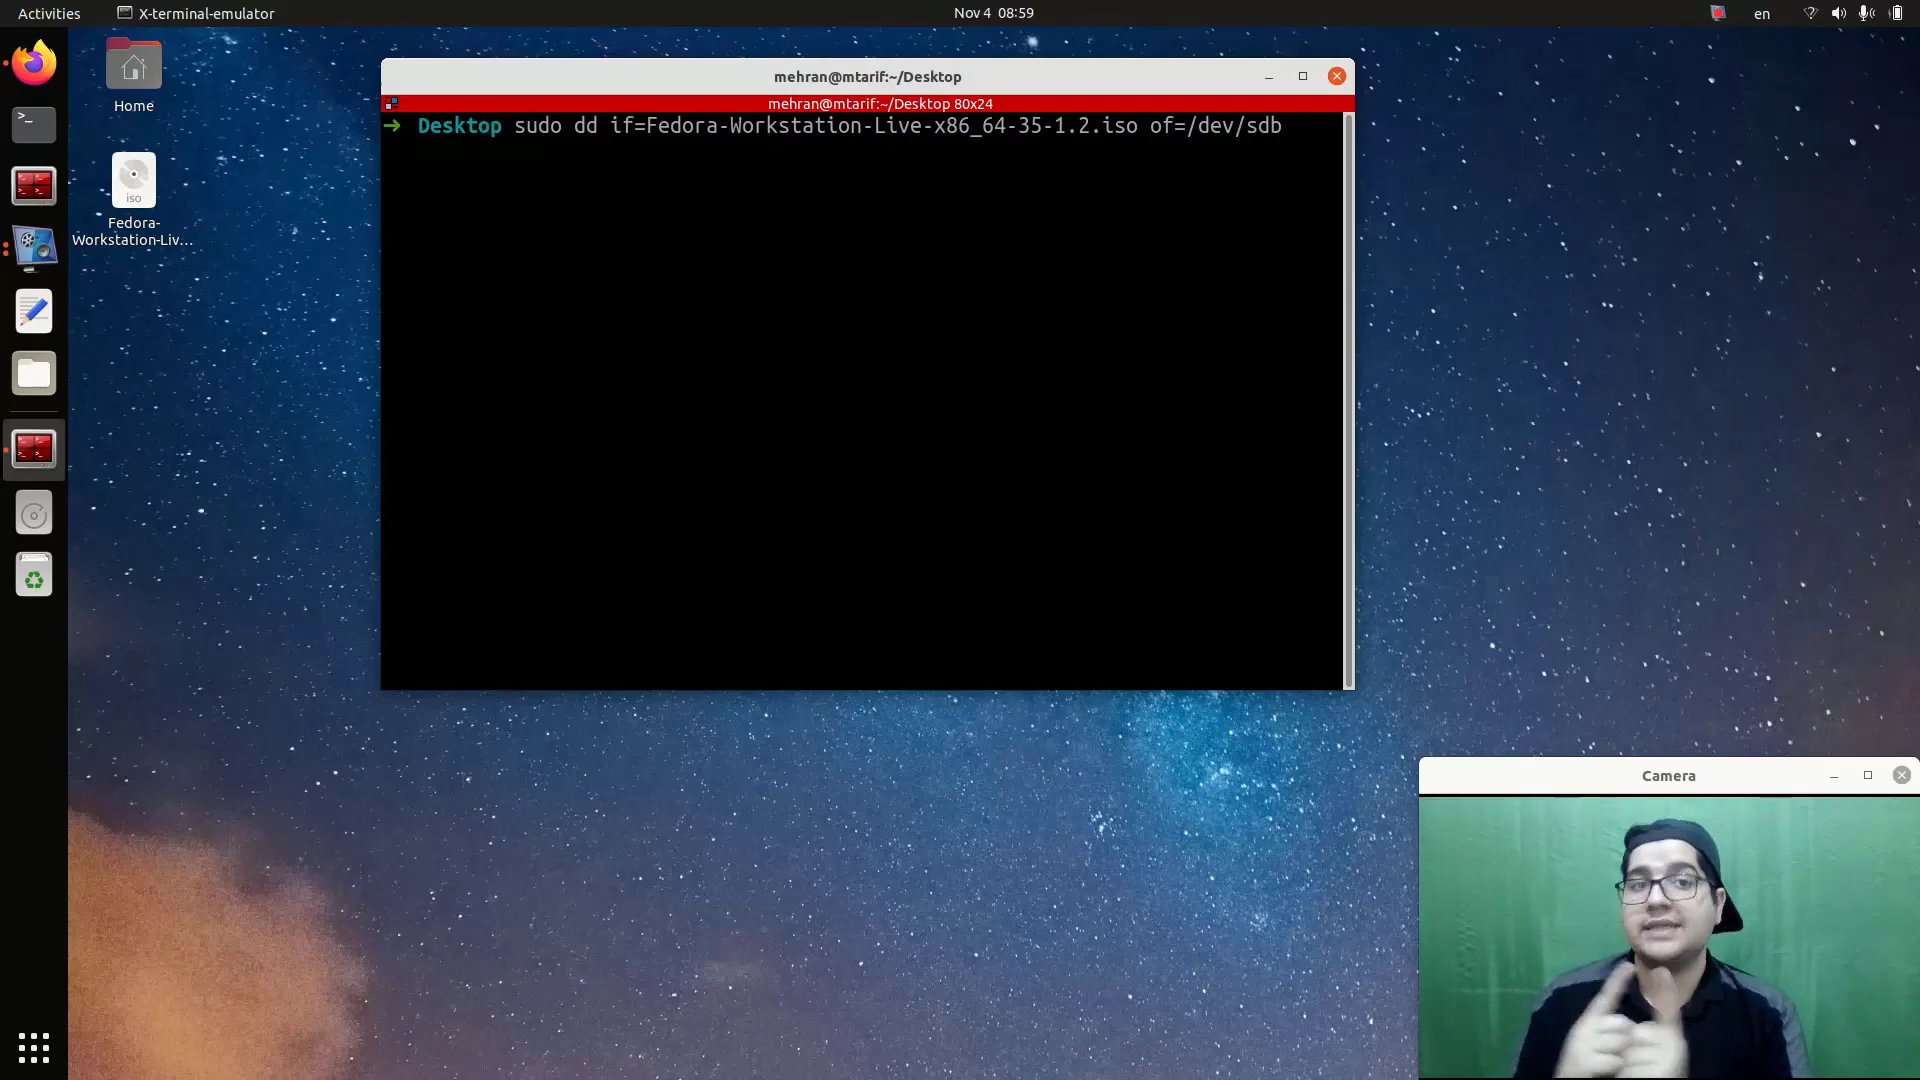 Activities
X-terminal-emulator
Nov 4 08:59
en
Home
iso
Fedora-
Workstation-Liv...
mehran@mtarif:~/Desktop
mehran@mtarif:~/Desktop 80x24
➜ Desktop sudo dd if=Fedora-Workstation-Live-x86_64-35-1.2.iso of=/dev/sdb
Camera